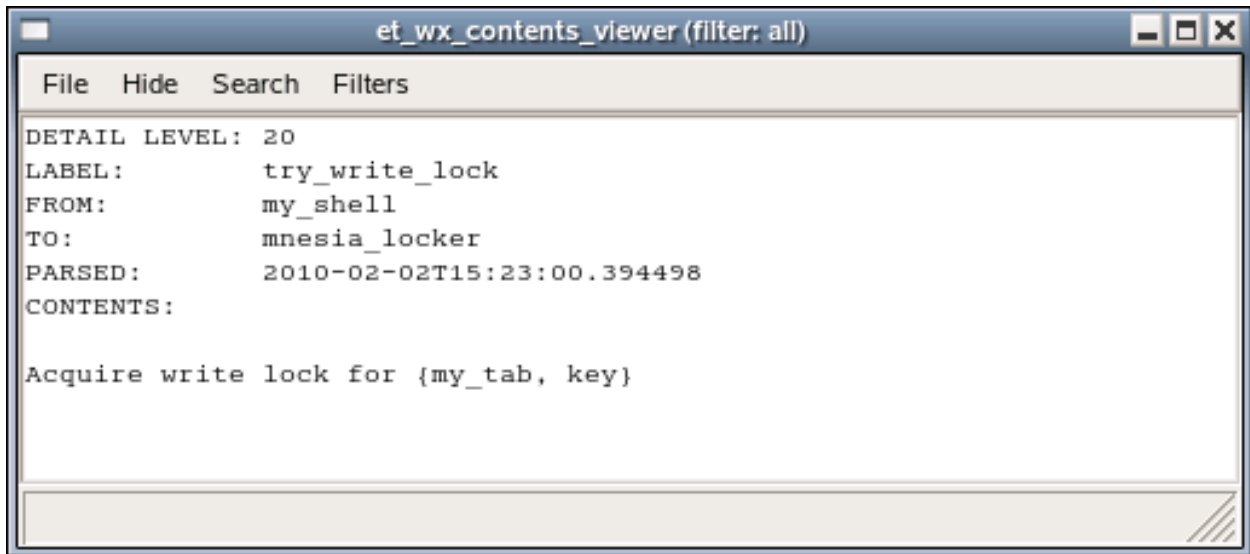 et_wx_contents_viewer (filter: all)
File Hide Search Filters
DETAIL LEVEL: 20
LABEL: try_write_lock
FROM: my_shell
TO: mnesia_locker
PARSED: 2010-02-02T15:23:00.394498
CONTENTS:
Acquire write lock for {my_tab, key}